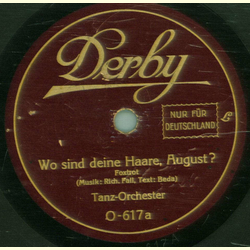 Derby
NUR FÜR
DEUTSCHLAND
Wo sind deine Haare, August?
Foxtrot
(Musik: Rich. Fall, Text: Beda)
Tanz-Orchester
O-617a